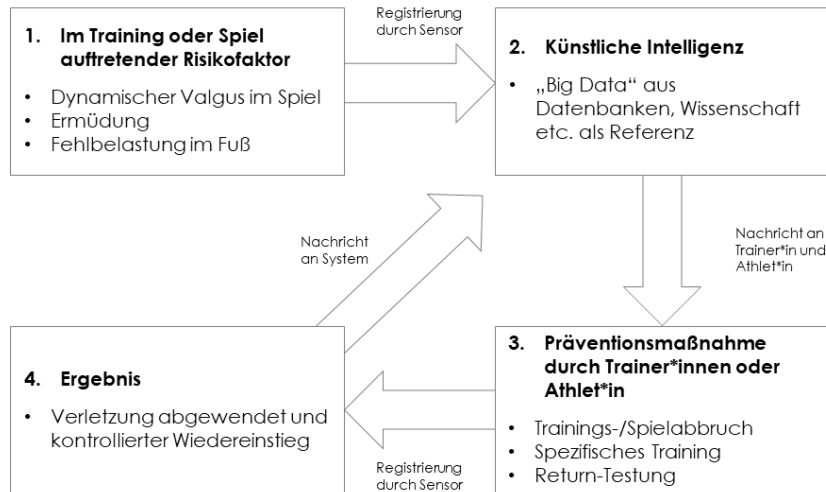 Registrierung
durch Sensor
1. Im Training oder Spiel
auftretender Risikofaktor
• Dynamischer Valgus im Spiel
• Ermüdung
• Fehlbelastung im Fuß
2. Künstliche Intelligenz
• „Big Data“ aus
Datenbanken, Wissenschaft
etc. als Referenz
Nachricht an
Trainer*in und
Athlet*in
Nachricht
an System
3. Präventionsmaßnahme
durch Trainer*innen oder
Athlet*in
• Trainings-/Spielabbruch
• Spezifisches Training
• Return-Testung
4. Ergebnis
• Verletzung abgewendet und
kontrollierter Wiedereinstieg
Registrierung
durch Sensor